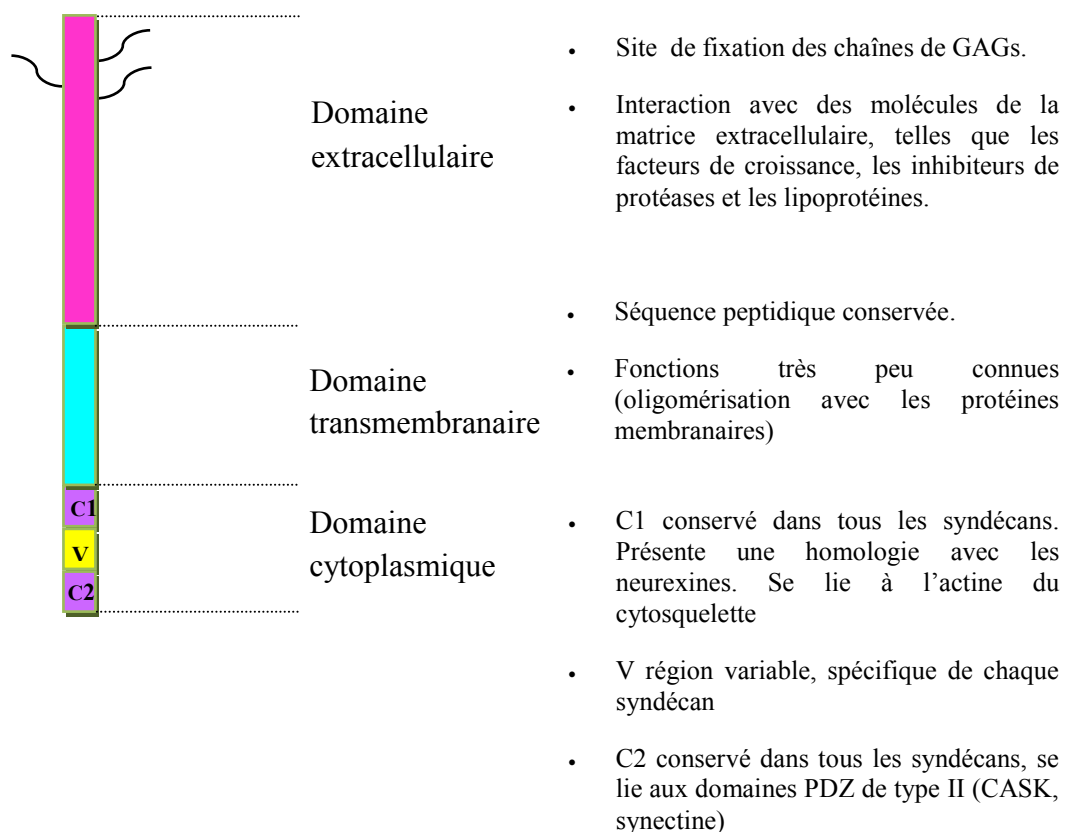 Domaine
extracellulaire
• Site de fixation des chaînes de GAGs.
• Interaction avec des molécules de la
matrice extracellulaire, telles que les
facteurs de croissance, les inhibiteurs de
protéases et les lipoprotéines.
Domaine
transmembranaire
• Séquence peptidique conservée.
• Fonctions très peu connues
(oligomérisation avec les protéines
membranaires)
C1
V
C2
Domaine
cytoplasmique
• C1 conservé dans tous les syndécans.
Présente une homologie avec les
neurexines. Se lie à l’actine du
cytosquelette
• V région variable, spécifique de chaque
syndécan
• C2 conservé dans tous les syndécans, se
lie aux domaines PDZ de type II (CASK,
synectine)